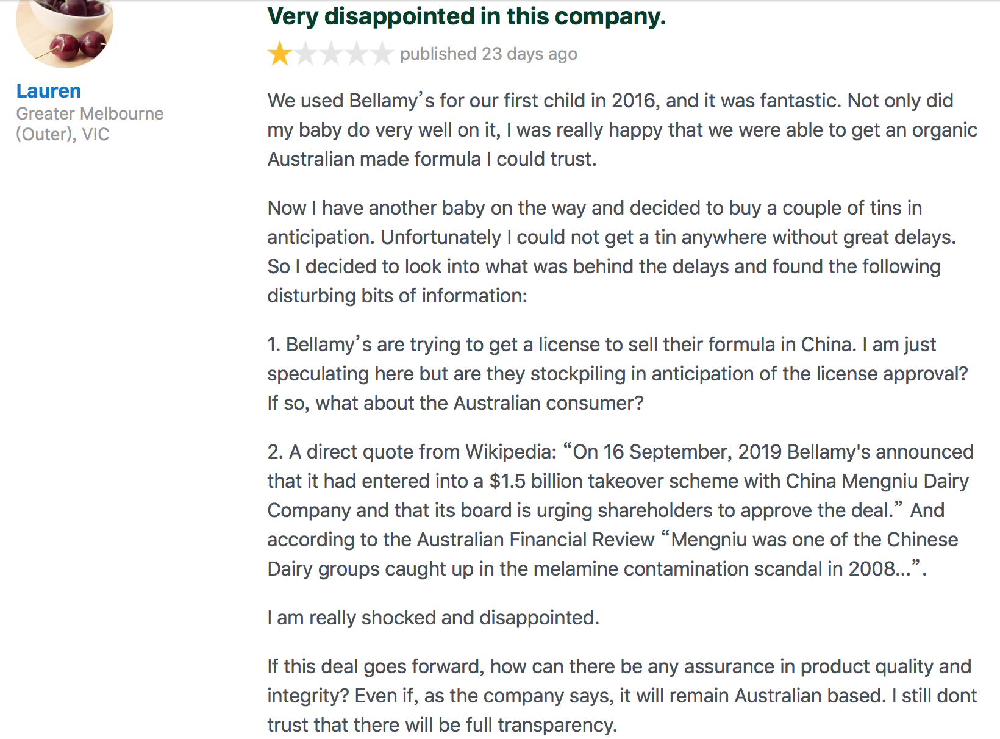 Very disappointed in this company.
published 23 days ago
Lauren
Greater Melbourne
(Outer), VIC
We used Bellamy’s for our first child in 2016, and it was fantastic. Not only did
my baby do very well on it, I was really happy that we were able to get an organic
Australian made formula I could trust.
Now I have another baby on the way and decided to buy a couple of tins in
anticipation. Unfortunately I could not get a tin anywhere without great delays.
So I decided to look into what was behind the delays and found the following
disturbing bits of information:
1. Bellamy’s are trying to get a license to sell their formula in China. I am just
speculating here but are they stockpiling in anticipation of the license approval?
If so, what about the Australian consumer?
2. A direct quote from Wikipedia: “On 16 September, 2019 Bellamy's announced
that it had entered into a $1.5 billion takeover scheme with China Mengniu Dairy
Company and that its board is urging shareholders to approve the deal.” And
according to the Australian Financial Review “Mengniu was one of the Chinese
Dairy groups caught up in the melamine contamination scandal in 2008...”.
I am really shocked and disappointed.
If this deal goes forward, how can there be any assurance in product quality and
integrity? Even if, as the company says, it will remain Australian based. I still dont
trust that there will be full transparency.